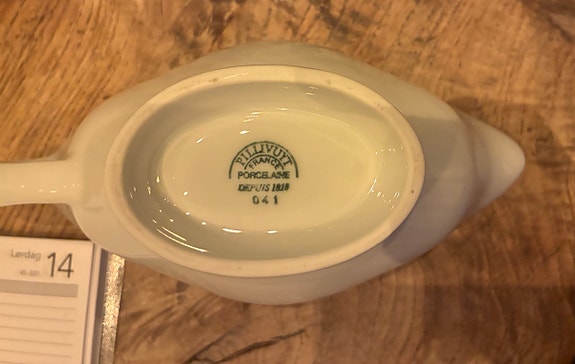 PILLIVUYT
FRANCE
PORCELAINE
DEPUIS 1818
041
Lørdag 14